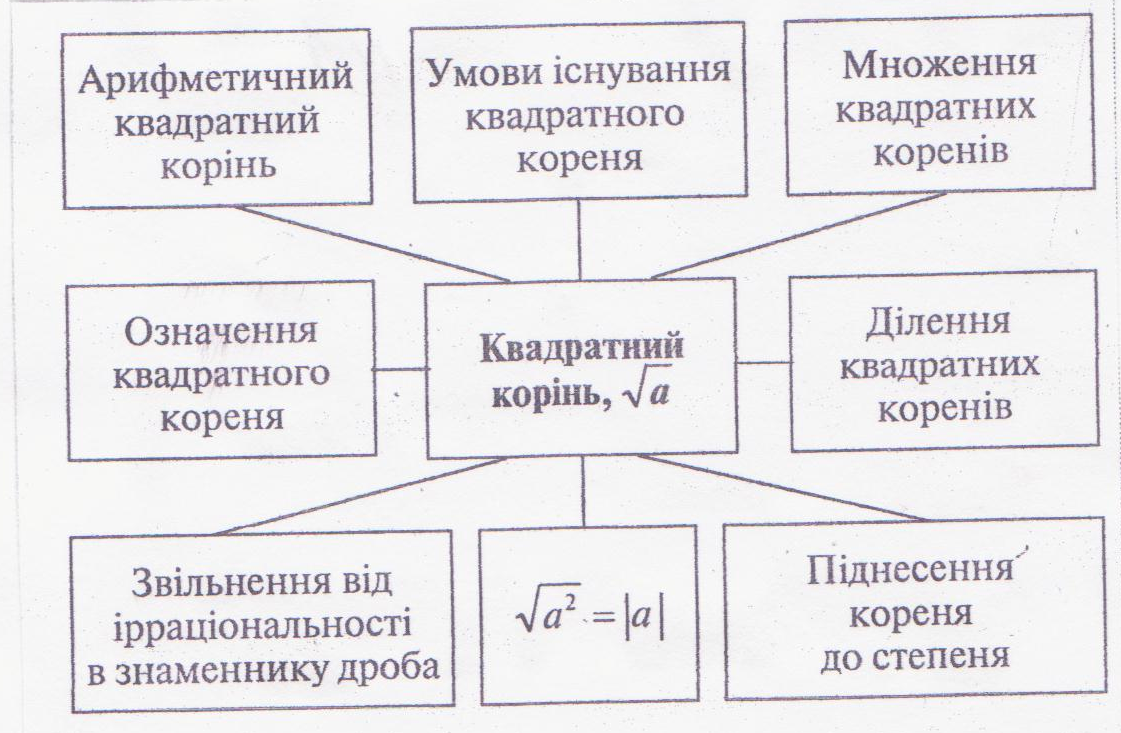 Арифметичний
квадратний
корінь
Умови існування
квадратного
кореня
Множення
квадратних
коренів
Означення
квадратного
кореня
Квадратний
корінь, √a
Ділення
квадратних
коренів
Звільнення від
ірраціональності
в знаменнику дроба
√a² = |a|
Піднесення
кореня
до степеня